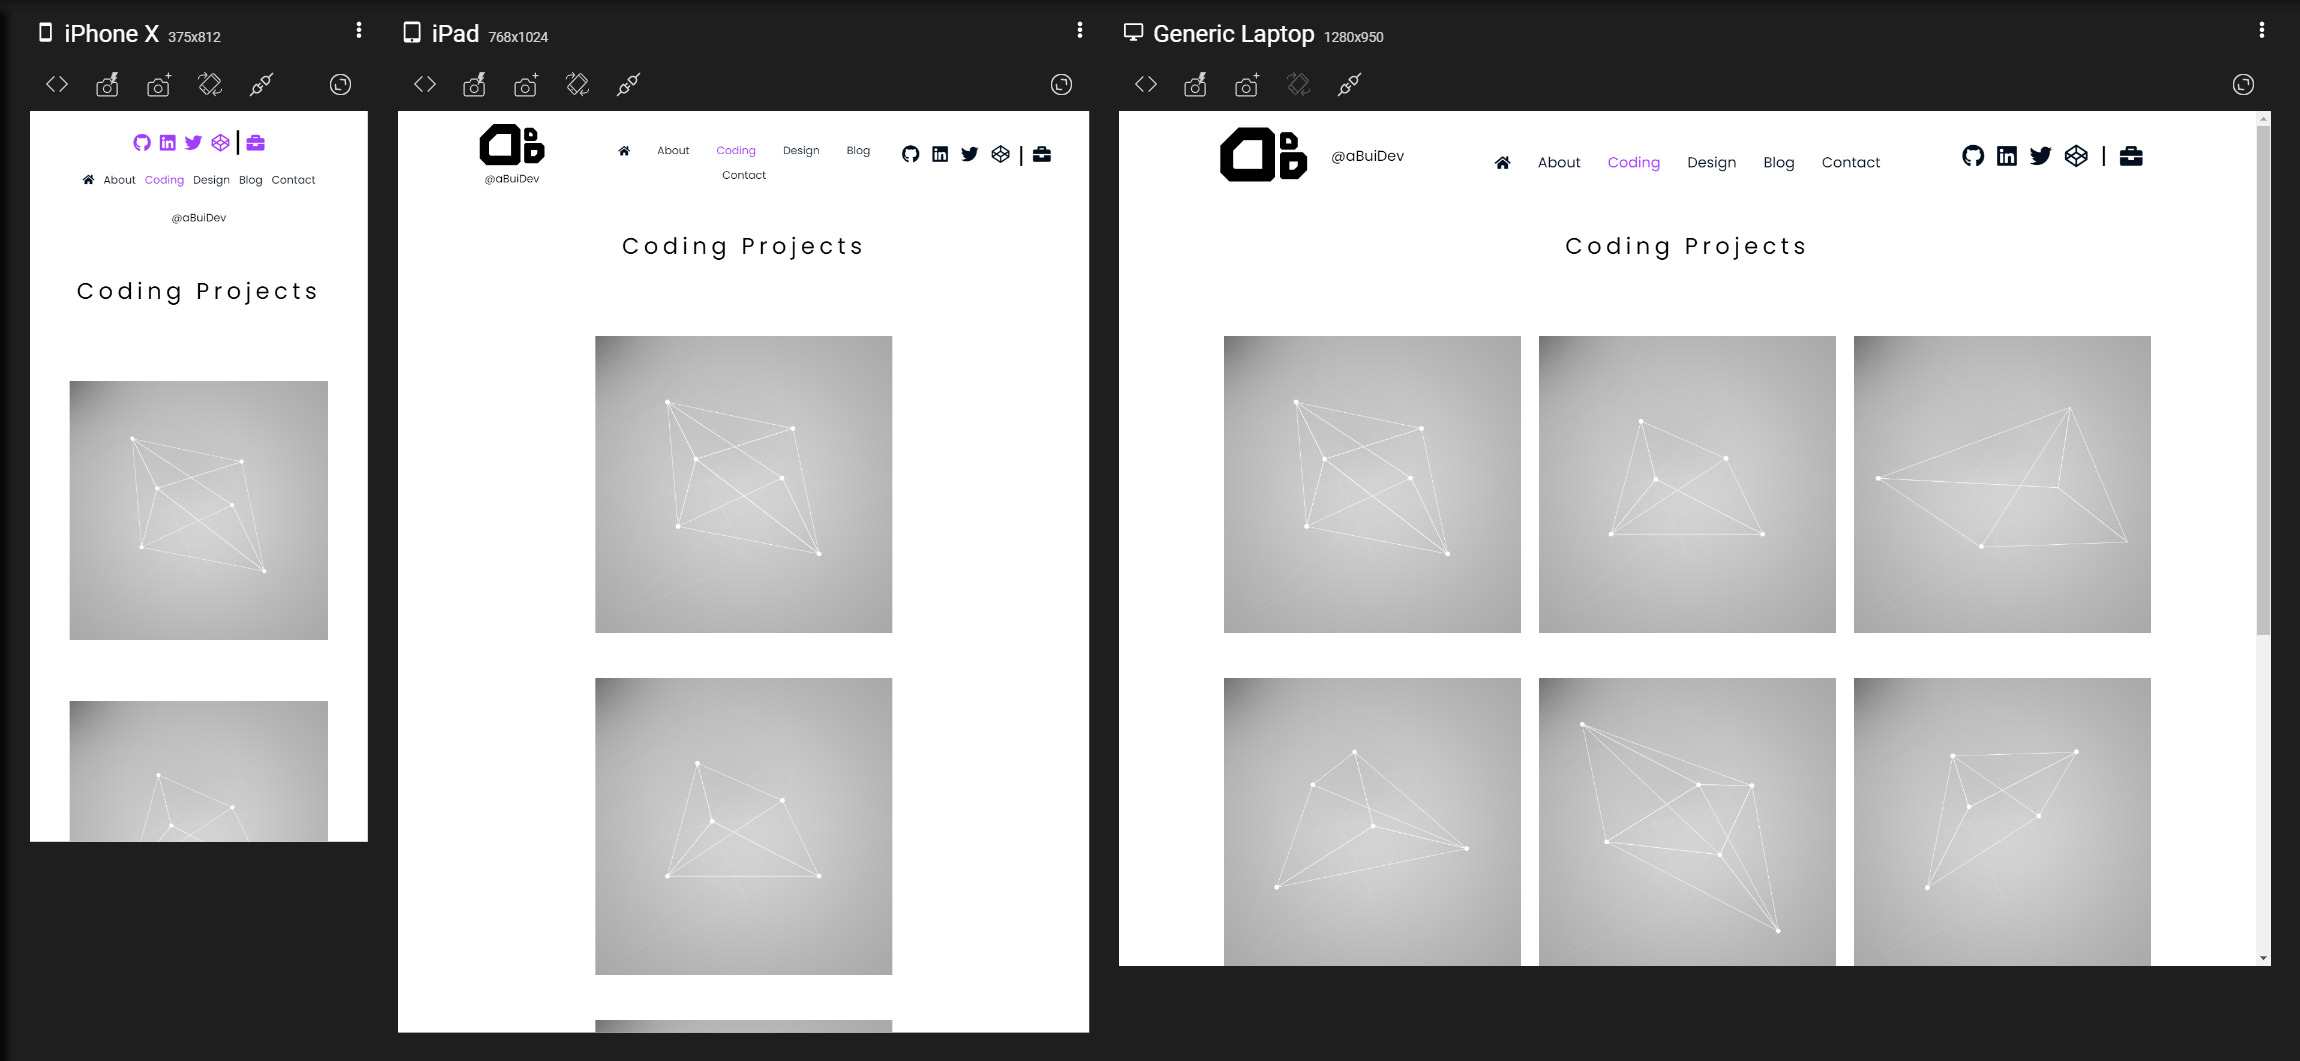 iPhone X 375x812
About Coding Design Blog Contact
@aBuiDev
Coding Projects
iPad 768x1024
@aBuiDev
About Coding Design Blog
Contact
Coding Projects
Generic Laptop 1280x950
@aBuiDev
About Coding Design Blog Contact
Coding Projects